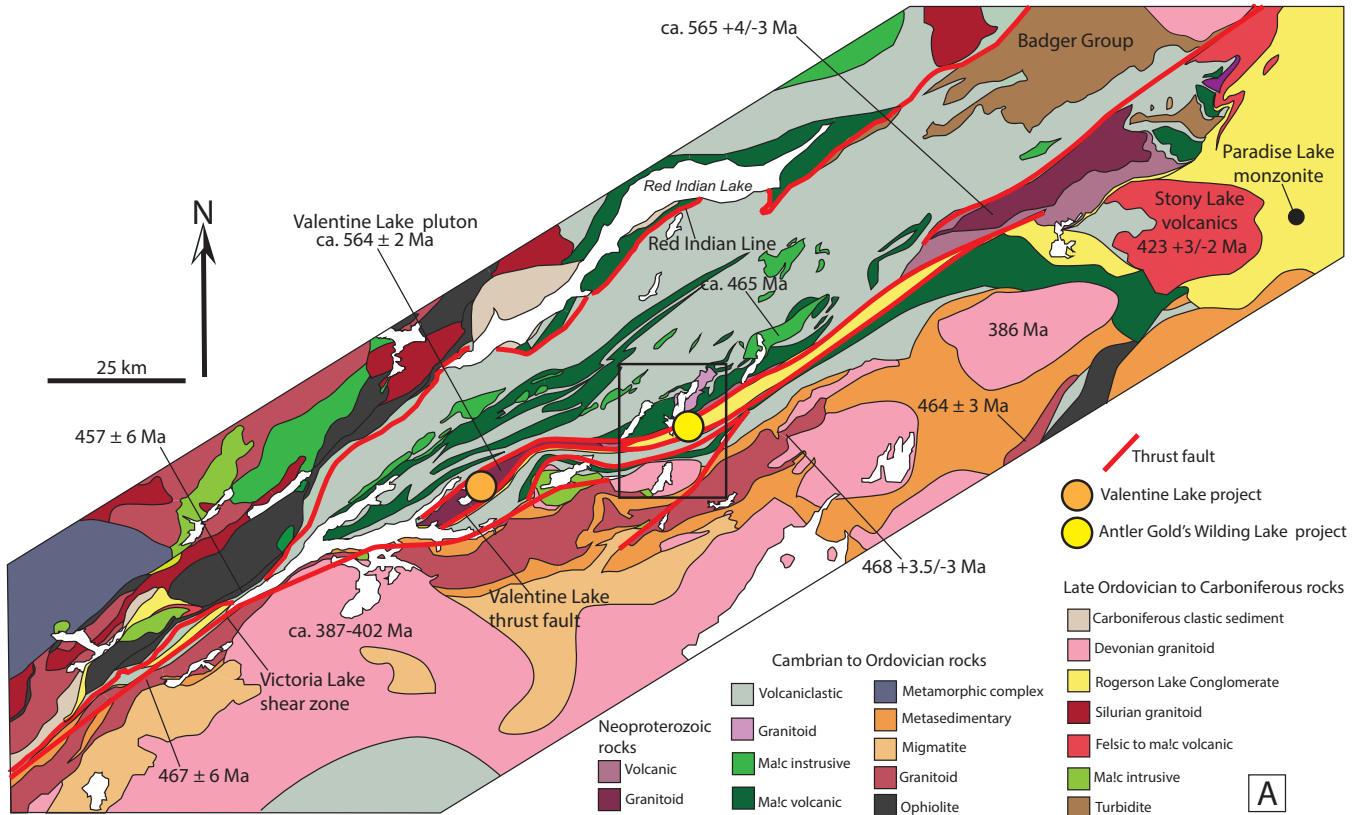 ca. 565 +4/-3 Ma
Badger Group
Paradise Lake
monzonite
Red Indian Lake
N
Valentine Lake pluton
ca. 564 ± 2 Ma
Red Indian Line
Stony Lake
volcanics
423 +3/-2 Ma
ca. 465 Ma
25 km
386 Ma
464 ± 3 Ma
457 ± 6 Ma
Thrust fault
Valentine Lake project
Antler Gold's Wilding Lake project
468 +3.5/-3 Ma
Valentine Lake
thrust fault
ca. 387-402 Ma
Victoria Lake
shear zone
467 ± 6 Ma
Neoproterozoic
rocks
Volcanic
Granitoid
Cambrian to Ordovician rocks
Volcaniclastic
Granitoid
Ma!c instrusive
Ma!c volcanic
Metamorphic complex
Metasedimentary
Migmatite
Granitoid
Ophiolite
Late Ordovician to Carboniferous rocks
Carboniferous clastic sediment
Devonian granitoid
Rogerson Lake Conglomerate
Silurian granitoid
Felsic to ma!c volcanic
Ma!c intrusive
Turbidite
A